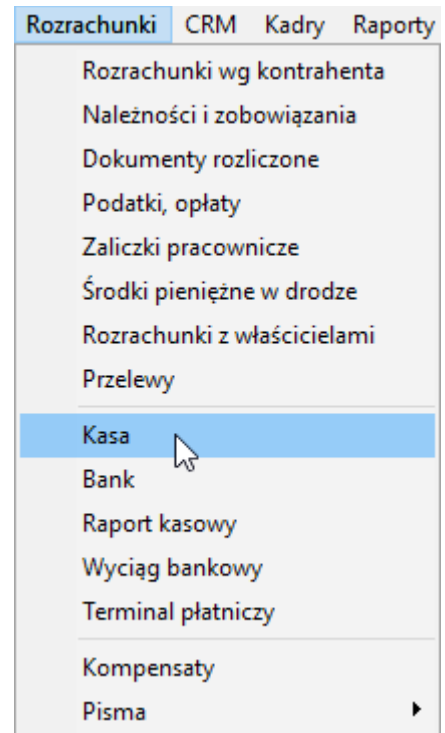 Rozrachunki CRM Kadry Raporty
Rozrachunki wg kontrahenta
Należności i zobowiązania
Dokumenty rozliczone
Podatki, opłaty
Zaliczki pracownicze
Środki pieniężne w drodze
Rozrachunki z właścicielami
Przelewy
Kasa
Bank
Raport kasowy
Wyciąg bankowy
Terminal płatniczy
Kompensaty
Pisma